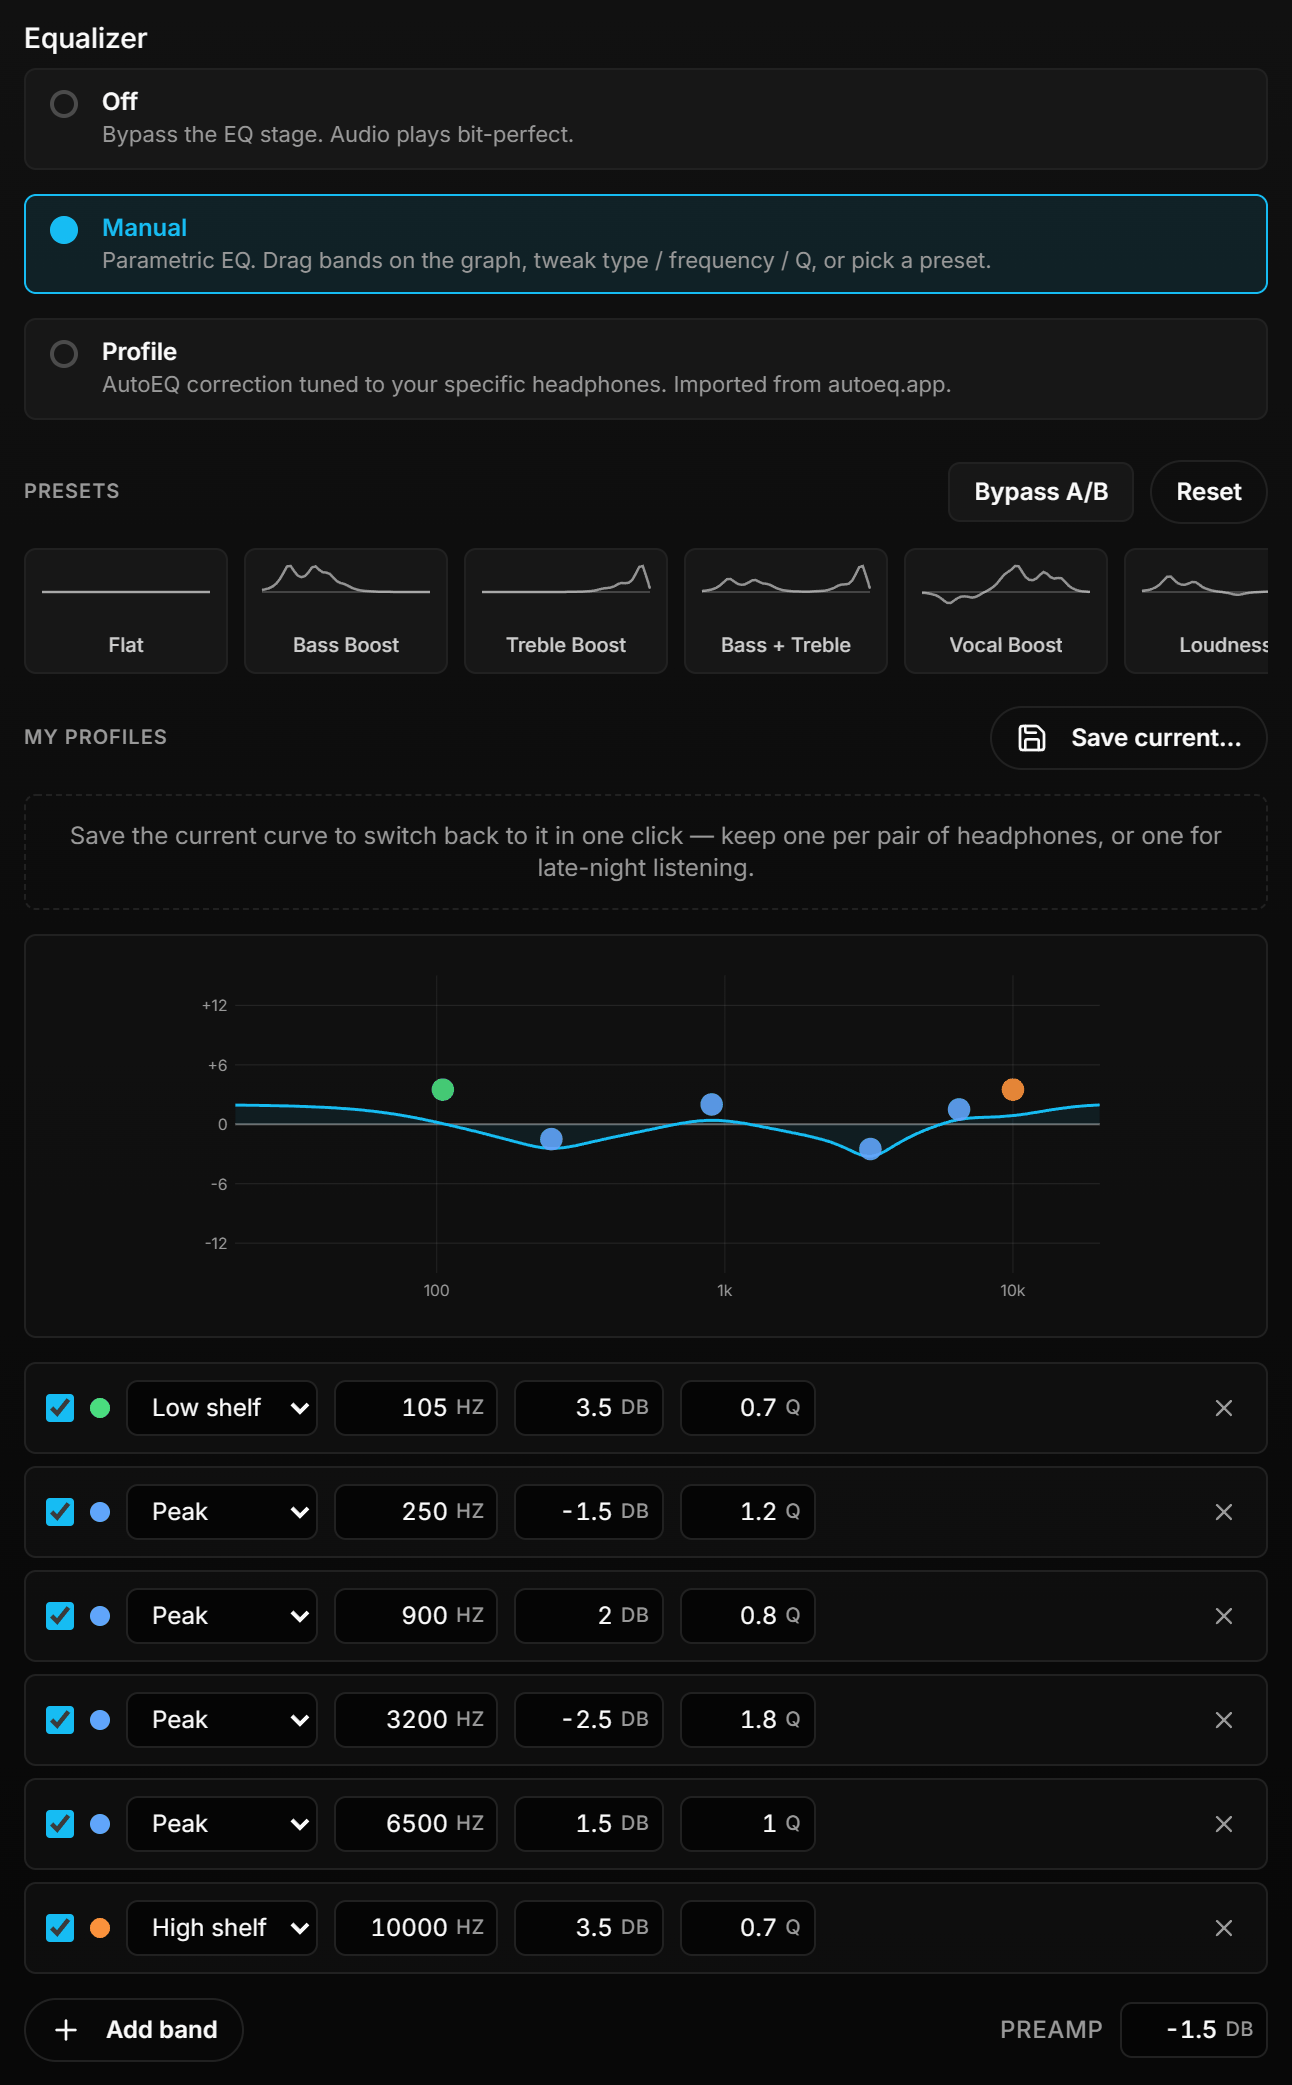 Equalizer
Off
Bypass the EQ stage. Audio plays bit-perfect.
Manual
Parametric EQ. Drag bands on the graph, tweak type / frequency / Q, or pick a preset.
Profile
AutoEQ correction tuned to your specific headphones. Imported from autoeq.app.
PRESETS
Bypass A/B
Reset
Flat
Bass Boost
Treble Boost
Bass + Treble
Vocal Boost
Loudness
MY PROFILES
Save current...
Save the current curve to switch back to it in one click — keep one per pair of headphones, or one for
late-night listening.
+12
+6
0
-6
-12
100
1k
10k
Low shelf 105 HZ 3.5 DB 0.7 Q
Peak 250 HZ -1.5 DB 1.2 Q
Peak 900 HZ 2 DB 0.8 Q
Peak 3200 HZ -2.5 DB 1.8 Q
Peak 6500 HZ 1.5 DB 1 Q
High shelf 10000 HZ 3.5 DB 0.7 Q
Add band
PREAMP -1.5 DB